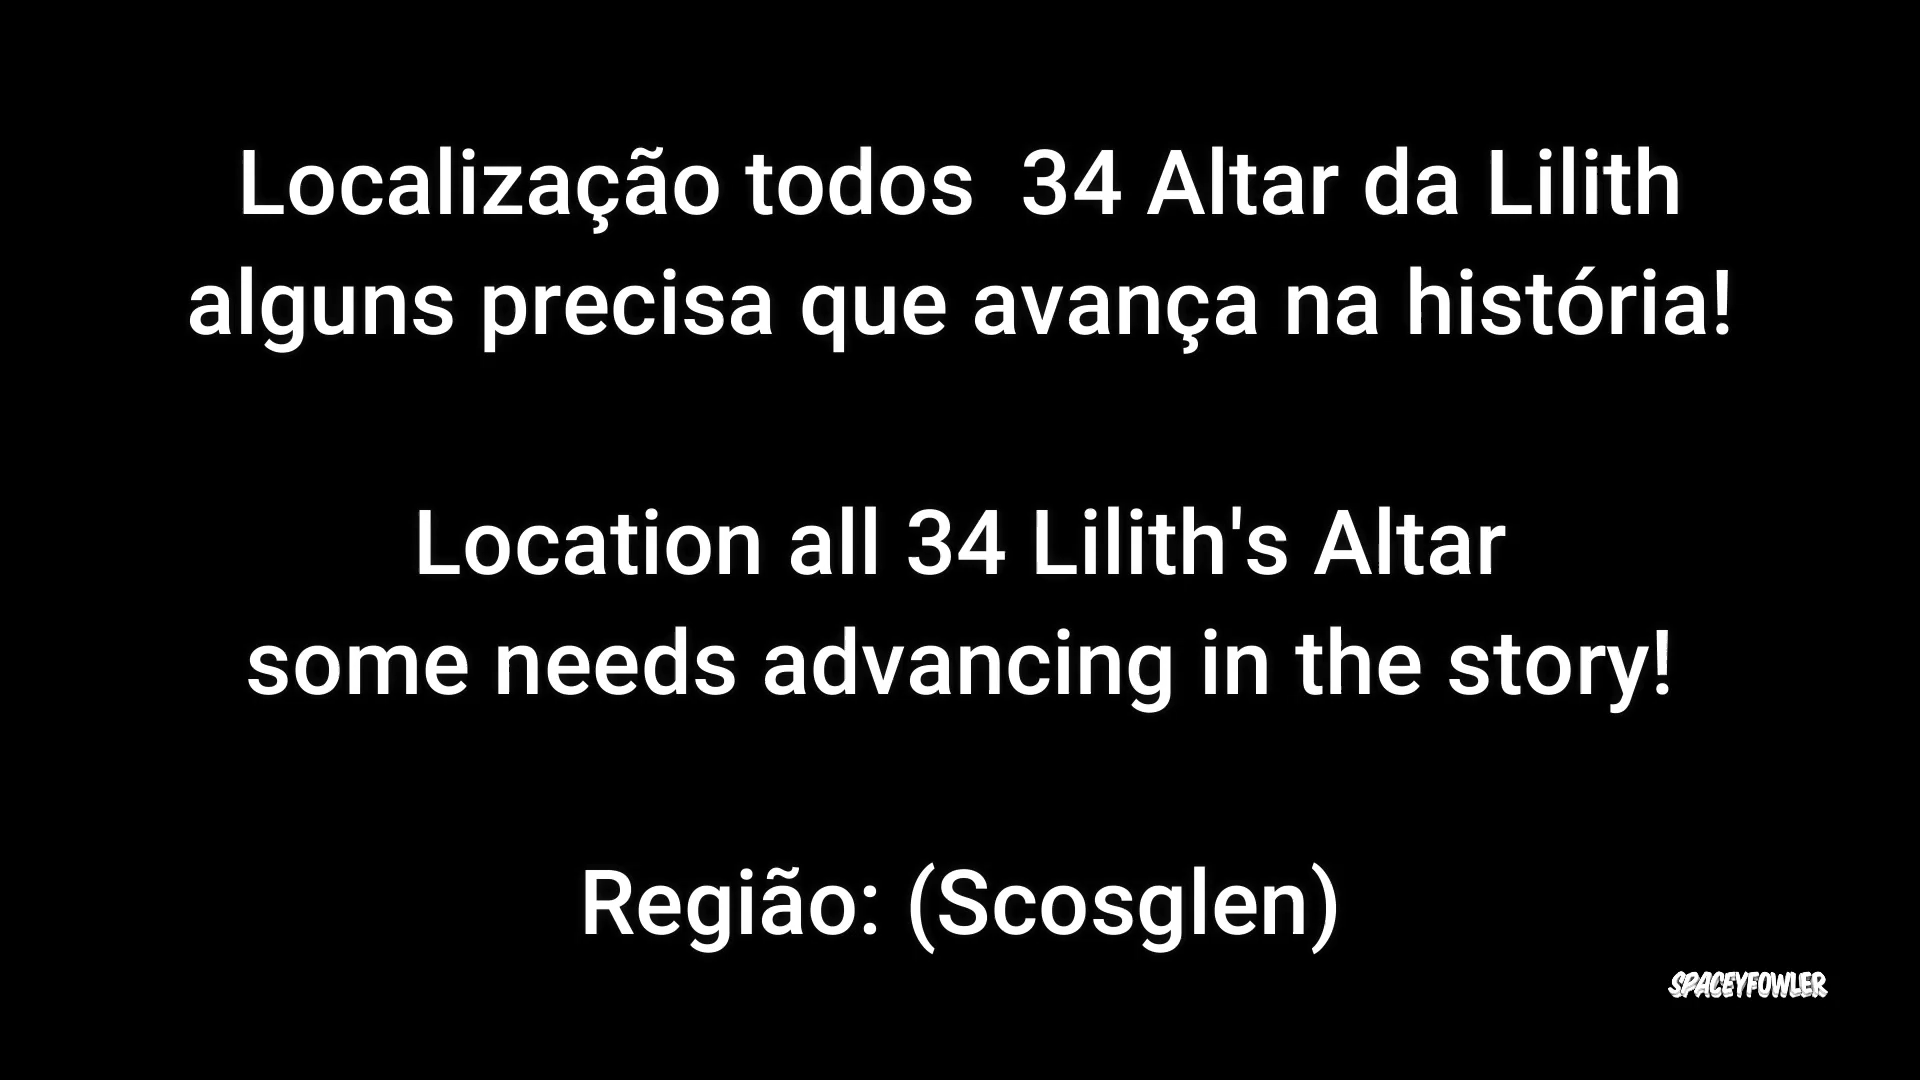 Localização todos  34 Altar da Lilith
alguns precisa que avança na história!
Location all 34 Lilith's Altar
some needs advancing in the story!
Região: (Scosglen)
SPACEYFOWLER